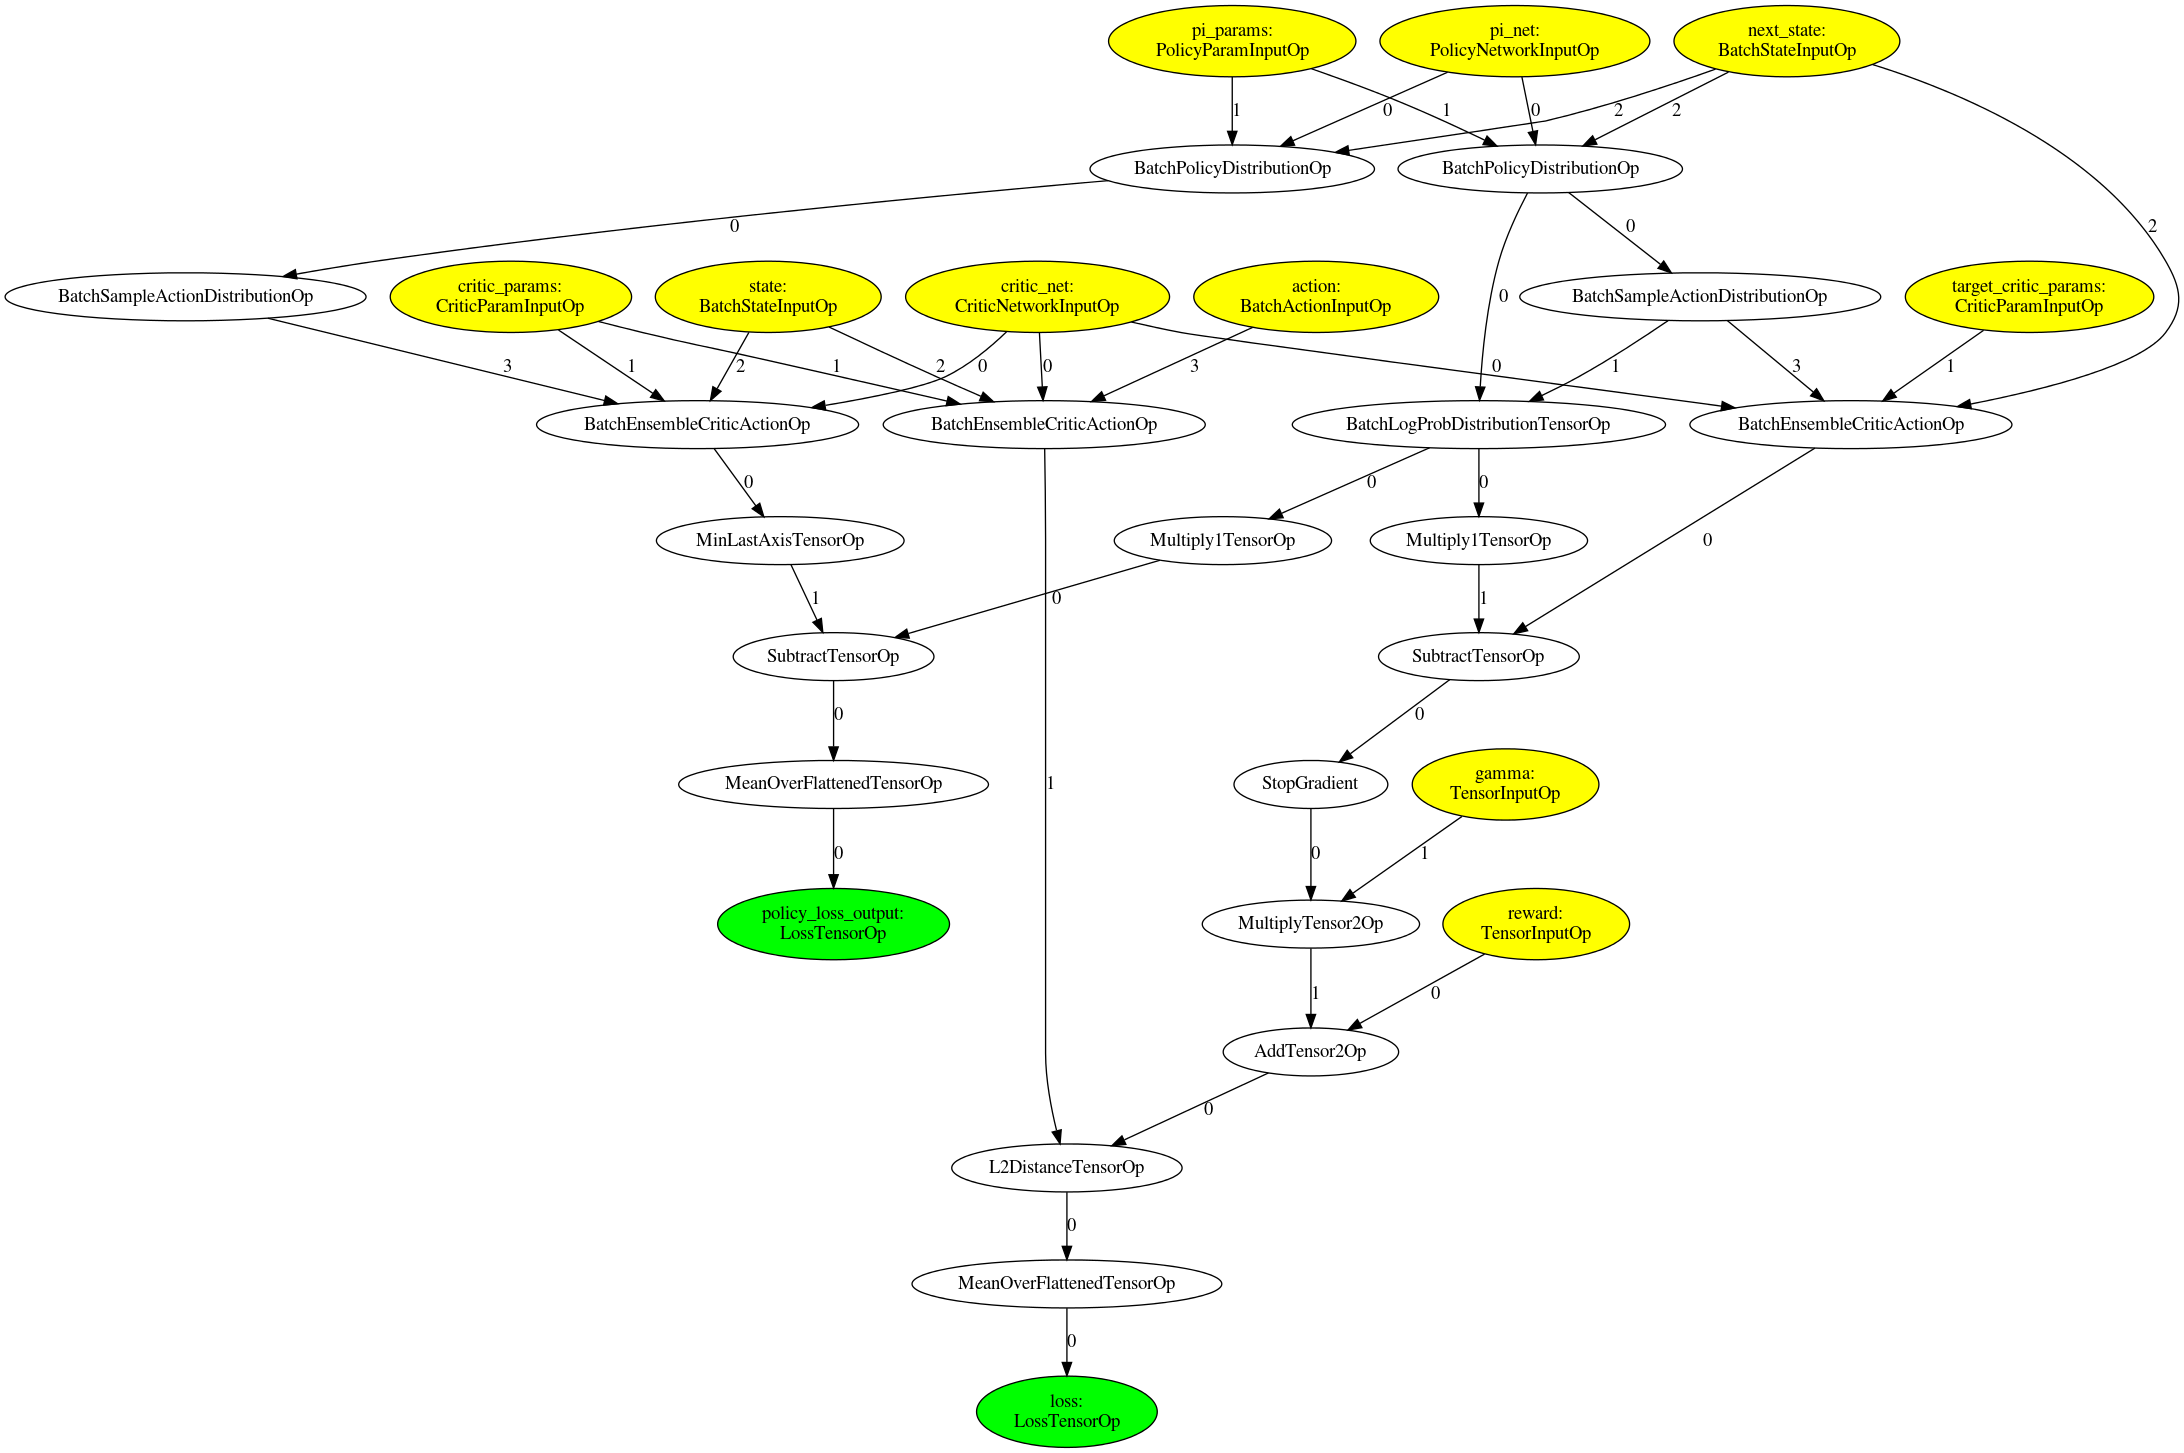 pi_params:
PolicyParamInputOp
pi_net:
PolicyNetworkInputOp
next_state:
BatchStateInputOp
1
0
1
0
2
2
BatchPolicyDistributionOp
BatchPolicyDistributionOp
0
0
2
BatchSampleActionDistributionOp
critic_params:
CriticParamInputOp
state:
BatchStateInputOp
critic_net:
CriticNetworkInputOp
action:
BatchActionInputOp
0
BatchSampleActionDistributionOp
target_critic_params:
CriticParamInputOp
3
1
2
1
2
0
0
3
0
1
3
1
BatchEnsembleCriticActionOp
BatchEnsembleCriticActionOp
BatchLogProbDistributionTensorOp
BatchEnsembleCriticActionOp
0
0
0
MinLastAxisTensorOp
Multiply1TensorOp
Multiply1TensorOp
0
1
0
1
SubtractTensorOp
SubtractTensorOp
0
0
MeanOverFlattenedTensorOp
1
StopGradient
gamma:
TensorInputOp
0
0
1
policy_loss_output:
LossTensorOp
MultiplyTensor2Op
reward:
TensorInputOp
1
0
AddTensor2Op
0
L2DistanceTensorOp
0
MeanOverFlattenedTensorOp
0
loss:
LossTensorOp